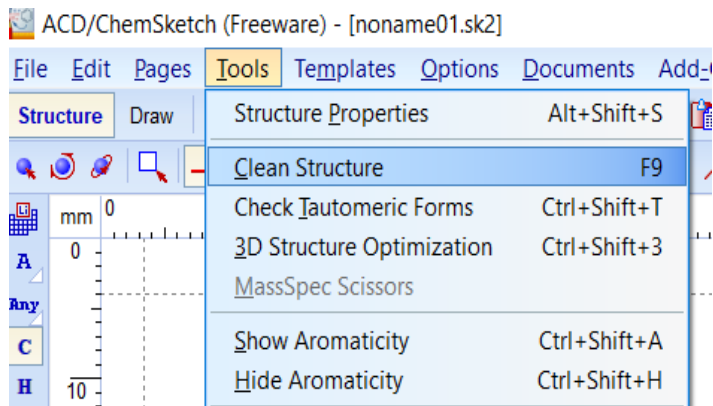 ACD/ChemSketch (Freeware) - [noname01.sk2]
File Edit Pages Tools Templates Options Documents Add-
Structure Draw
Structure Properties Alt+Shift+S
Clean Structure F9
Check Tautomeric Forms Ctrl+Shift+T
3D Structure Optimization Ctrl+Shift+3
MassSpec Scissors
Show Aromaticity Ctrl+Shift+A
Hide Aromaticity Ctrl+Shift+H
Li
mm 0
A 0
Any
C
H 10